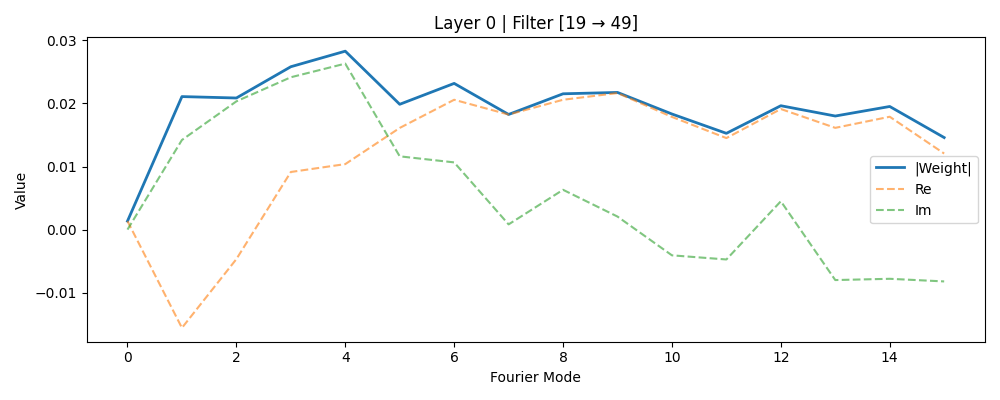 Layer 0 | Filter [19 → 49]
0.03
0.02
0.01
0.00
−0.01
Value
|Weight|
Re
Im
0 2 4 6 8 10 12 14
Fourier Mode